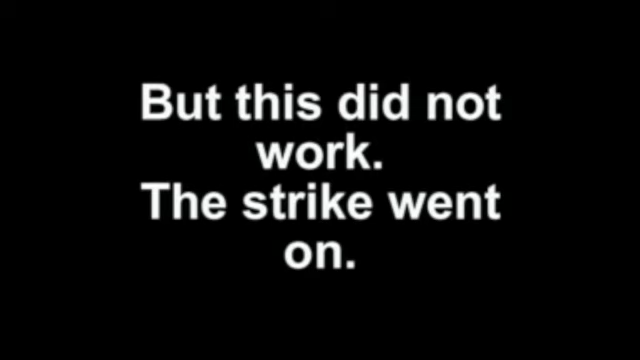 But this did not
work.
The strike went
on.